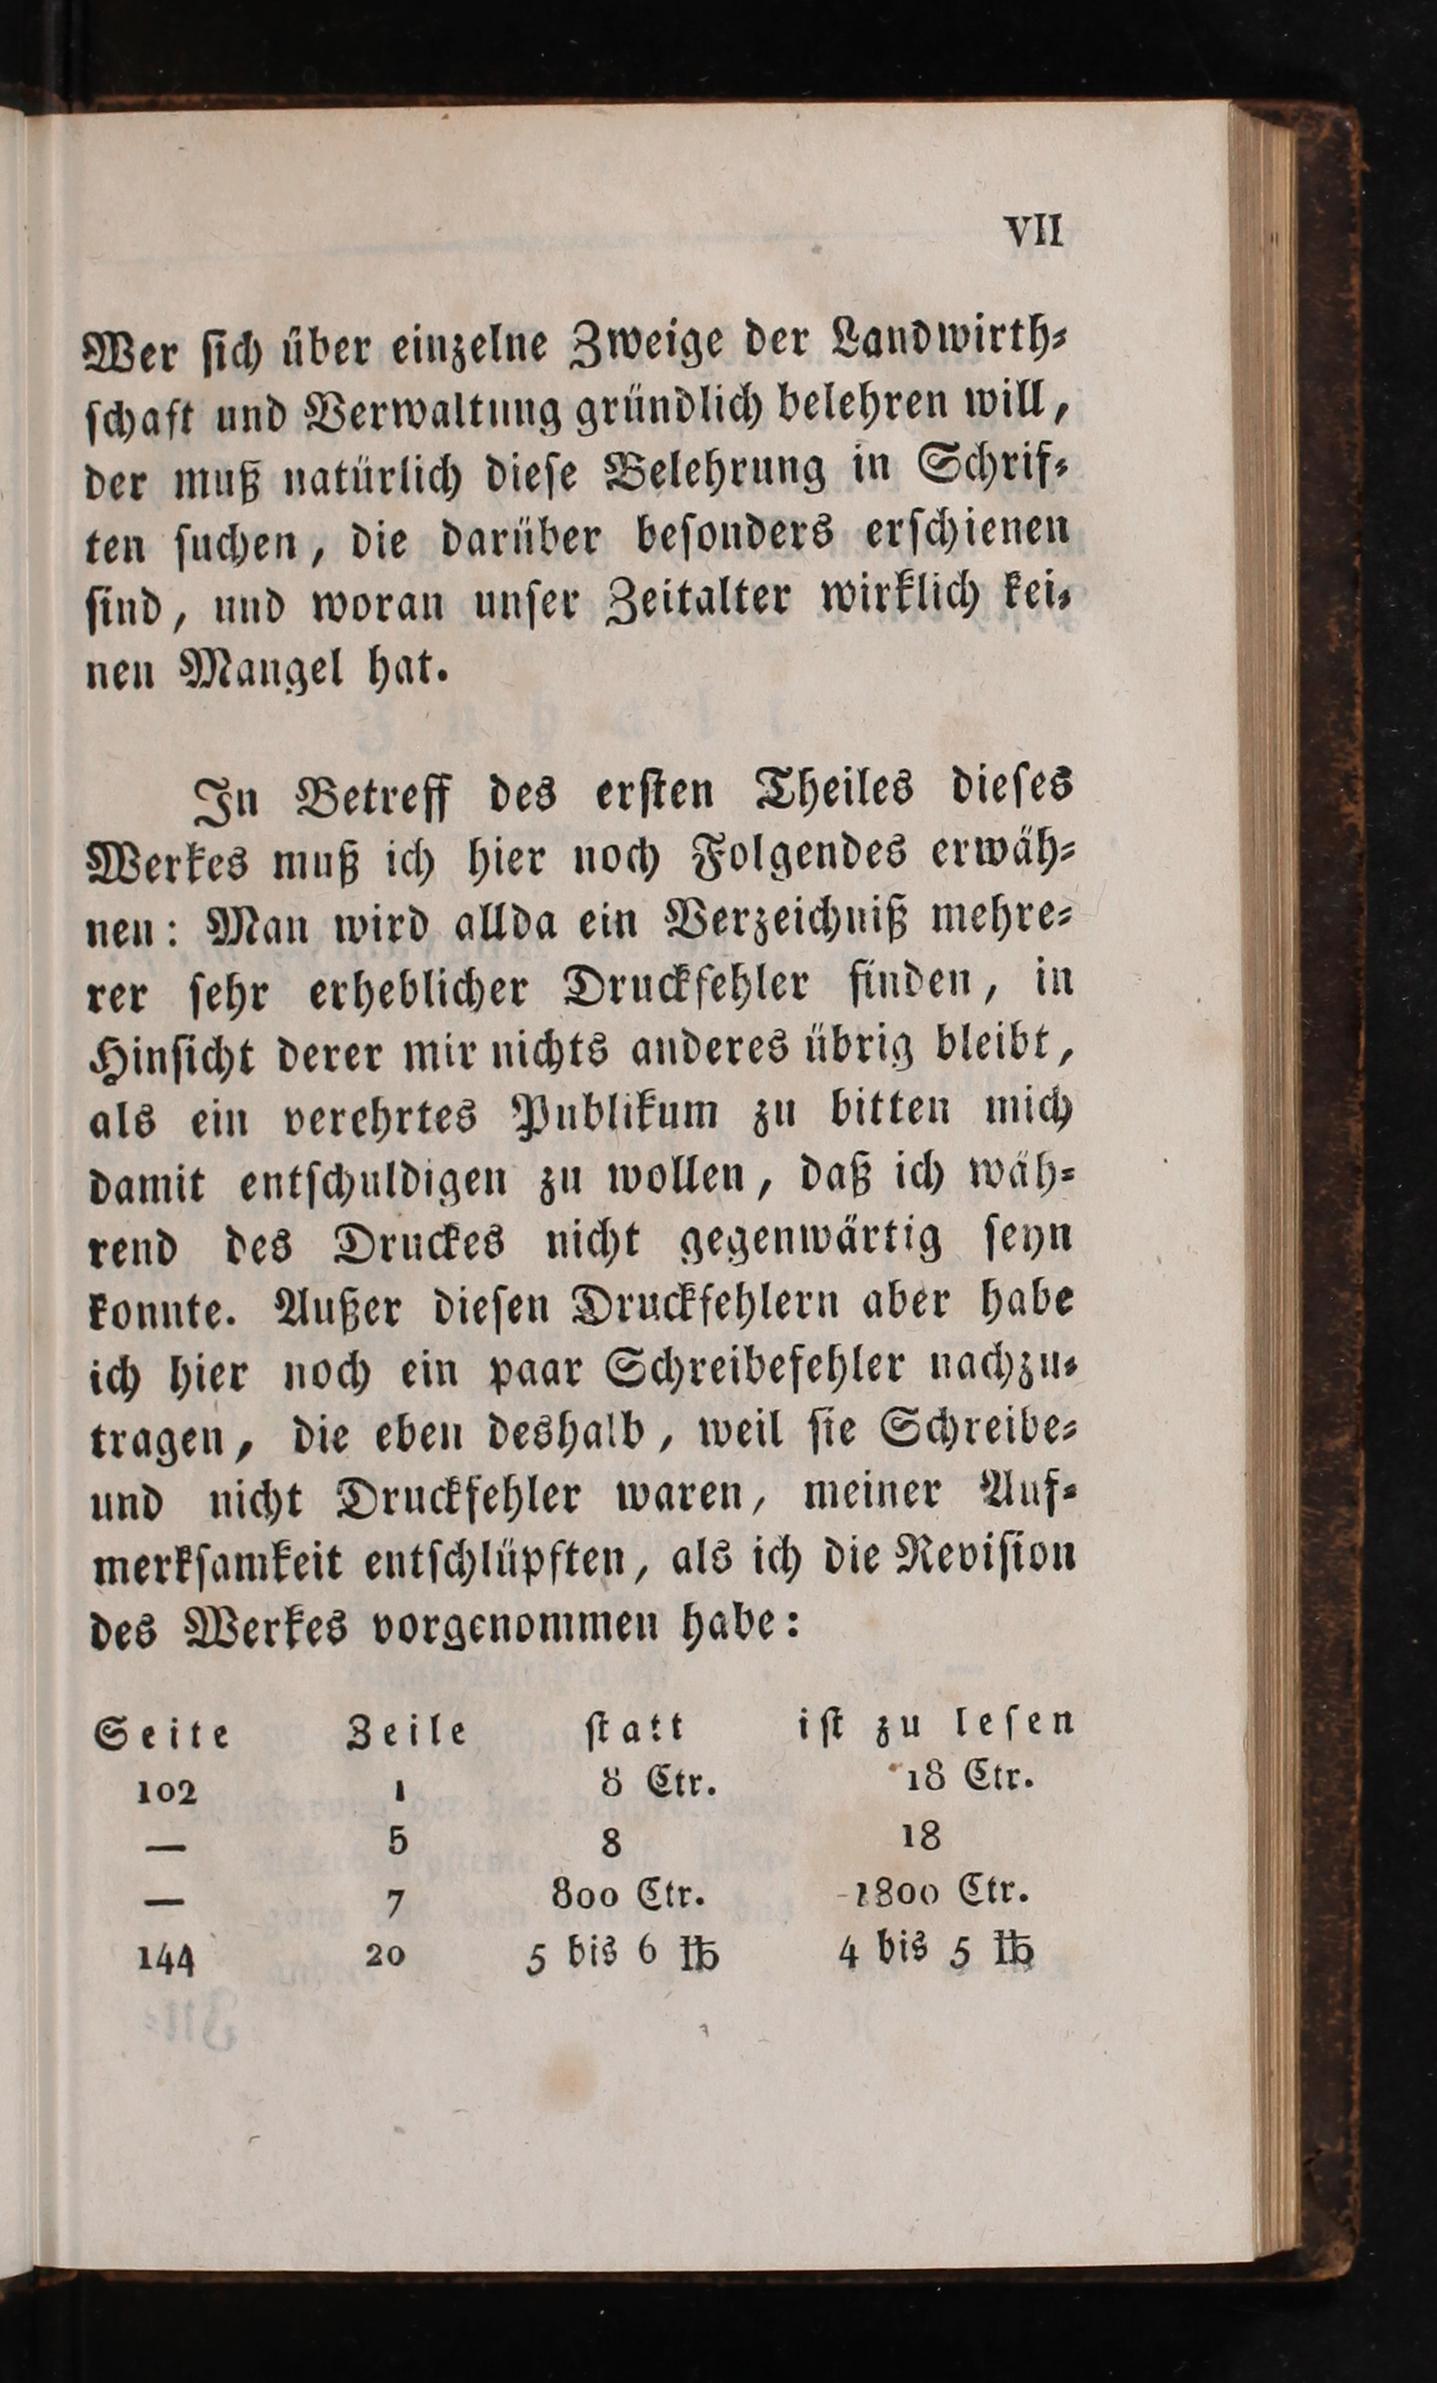 VII
Wer ſich über einzelne Zweige der Landwirth⸗
ſchaft und Verwaltung gründlich belehren will,
der muß natürlich dieſe Belehrung in Schrif⸗
ten ſuchen, die darüber beſonders erſchienen
ſind, und woran unſer Zeitalter wirklich kei⸗
nen Mangel hat.
In Betreff des erſten Theiles dieſes
Werkes muß ich hier noch Folgendes erwäh⸗
nen: Man wird allda ein Verzeichniß mehre⸗
rer ſehr erheblicher Druckfehler finden, in
Hinſicht derer mir nichts anderes übrig bleibt,
als ein verehrtes Publikum zu bitten mich
damit entſchuldigen zu wollen, daß ich wäh⸗
rend des Druckes nicht gegenwärtig ſeyn
konnte. Außer dieſen Druckfehlern aber habe
ich hier noch ein paar Schreibefehler nachzu⸗
tragen, die eben deshalb, weil ſie Schreibe⸗
und nicht Druckfehler waren, meiner Auf⸗
merkſamkeit entſchlüpften, als ich die Reviſion
des Werkes vorgenommen habe:
Seite Zeile ſtatt iſt zu leſen
102 1 8 Ctr. 18 Ctr.
— 5 8 18
— 7 800 Ctr. 1800 Ctr.
144 20 5 bis 6 ℔ 4 bis 5 ℔